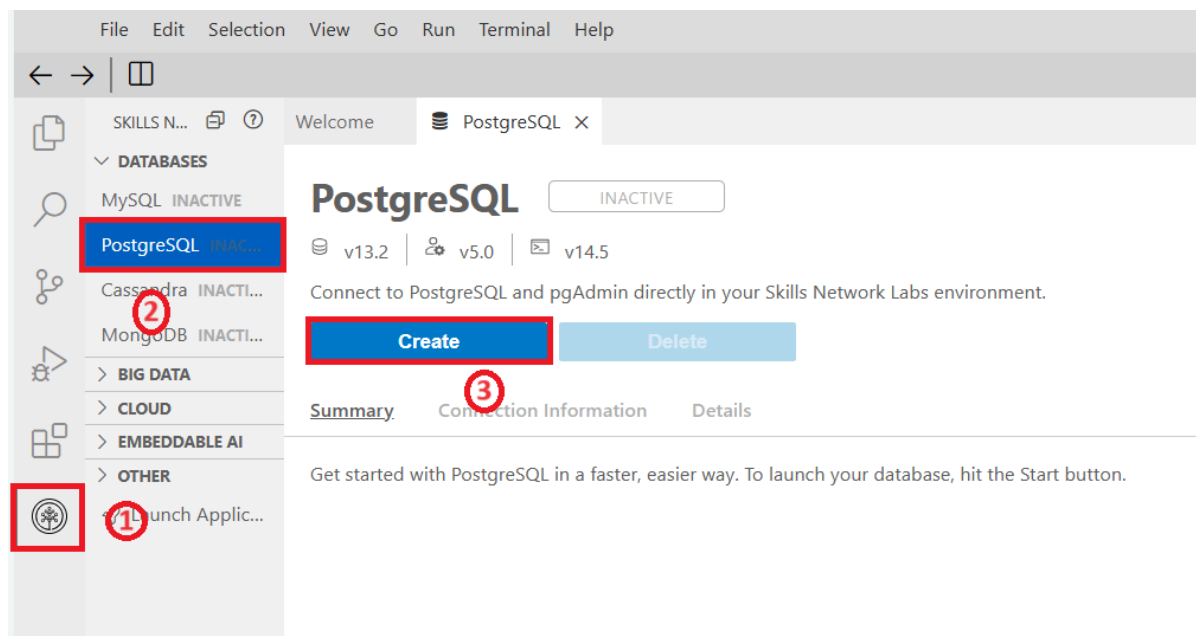 File Edit Selection View Go Run Terminal Help
SKILLS N...
Welcome
PostgreSQL
DATABASES
MySQL INACTIVE
PostgreSQL INAC...
Cassandra INACTI...
MongoDB INACTI...
BIG DATA
CLOUD
EMBEDDABLE AI
OTHER
Launch Applic...
1
2
PostgreSQL INACTIVE
v13.2 v5.0 v14.5
Connect to PostgreSQL and pgAdmin directly in your Skills Network Labs environment.
Create Delete
3
Summary Connection Information Details
Get started with PostgreSQL in a faster, easier way. To launch your database, hit the Start button.